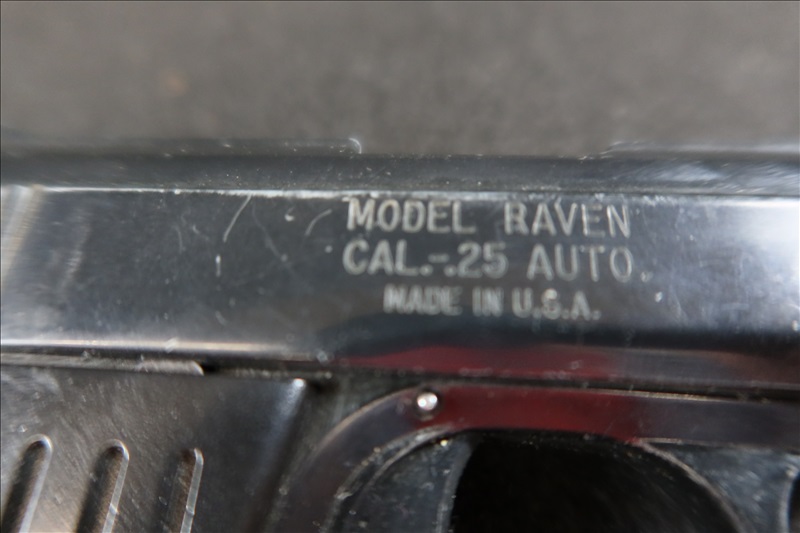 MODEL RAVEN
CAL.-.25 AUTO.
MADE IN U.S.A.